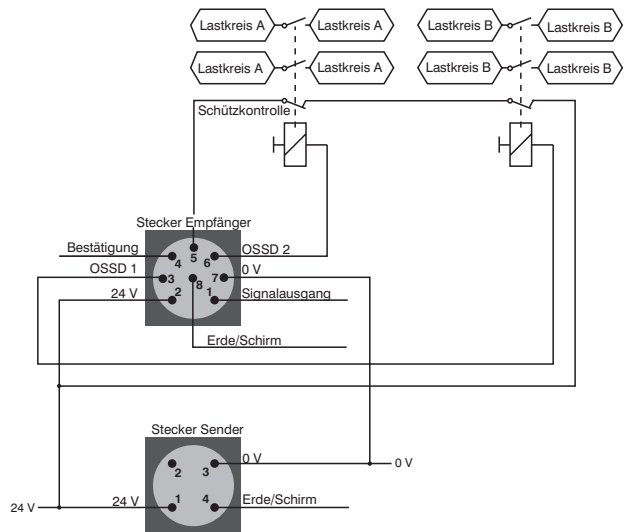 Lastkreis A Lastkreis A Lastkreis B Lastkreis B
Lastkreis A Lastkreis A Lastkreis B Lastkreis B
Schützkontrolle
Stecker Empfänger
Bestätigung 4 5 6 OSSD 2
OSSD 1 3 8 7 0 V
24 V 2 1 Signalausgang
Erde/Schirm
Stecker Sender
2 3 0 V 0 V
24 V 24 V 1 4 Erde/Schirm